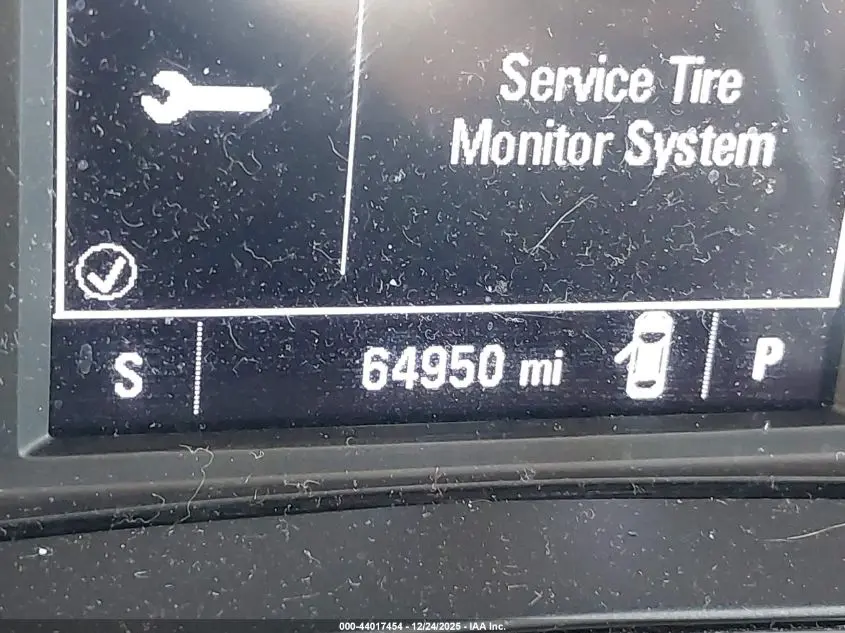 Service Tire
Monitor System
S
64950 mi
P
000-44017454 - 12/24/2025 - IAA Inc.